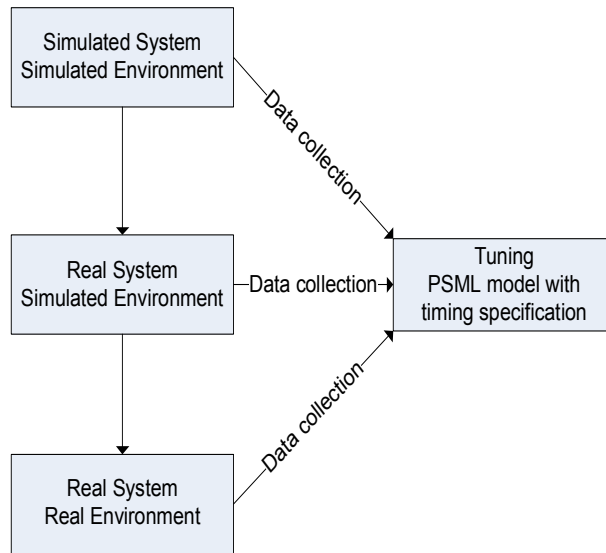 Simulated System
Simulated Environment
Data collection
Real System
Simulated Environment
Data collection
Tuning
PSML model with
timing specification
Data collection
Real System
Real Environment